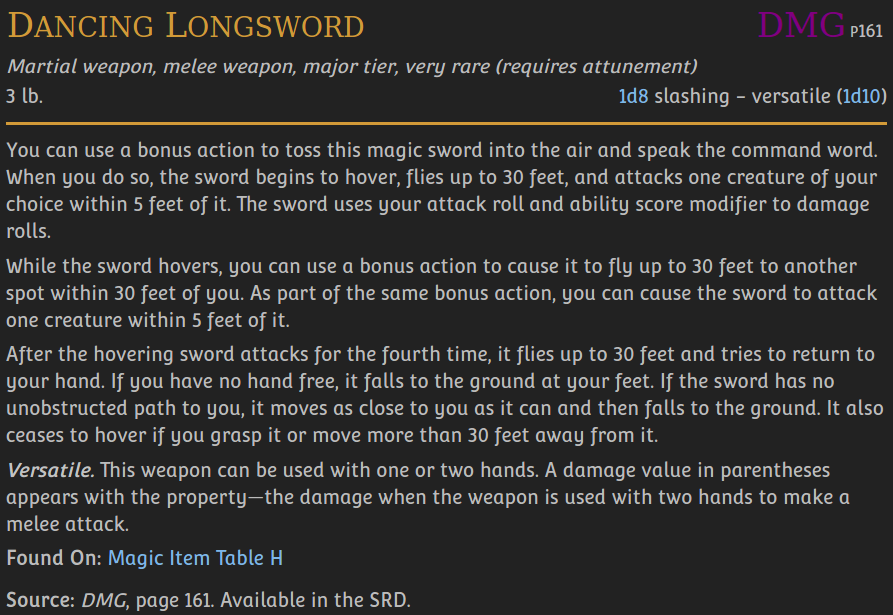 Dancing Longsword DMG P161
Martial weapon, melee weapon, major tier, very rare (requires attunement)
3 lb. 1d8 slashing – versatile (1d10)
You can use a bonus action to toss this magic sword into the air and speak the command word.
When you do so, the sword begins to hover, flies up to 30 feet, and attacks one creature of your
choice within 5 feet of it. The sword uses your attack roll and ability score modifier to damage
rolls.
While the sword hovers, you can use a bonus action to cause it to fly up to 30 feet to another
spot within 30 feet of you. As part of the same bonus action, you can cause the sword to attack
one creature within 5 feet of it.
After the hovering sword attacks for the fourth time, it flies up to 30 feet and tries to return to
your hand. If you have no hand free, it falls to the ground at your feet. If the sword has no
unobstructed path to you, it moves as close to you as it can and then falls to the ground. It also
ceases to hover if you grasp it or move more than 30 feet away from it.
Versatile. This weapon can be used with one or two hands. A damage value in parentheses
appears with the property—the damage when the weapon is used with two hands to make a
melee attack.
Found On: Magic Item Table H
Source: DMG, page 161. Available in the SRD.